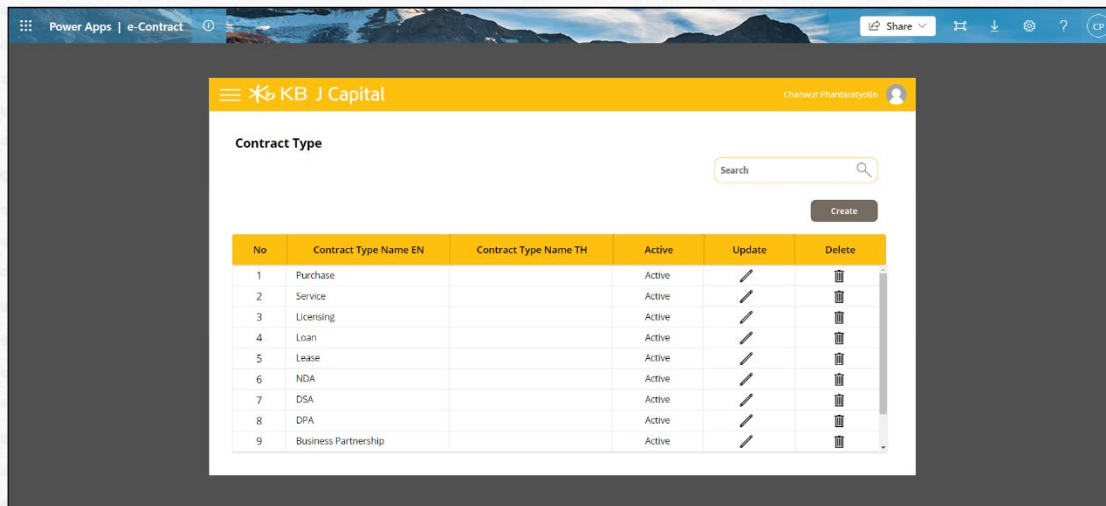 Power Apps | e-Contract Share ? CP
KB J Capital Chanwut Phantaratyotin
Contract Type
Search
Create
No Contract Type Name EN Contract Type Name TH Active Update Delete
1 Purchase Active
2 Service Active
3 Licensing Active
4 Loan Active
5 Lease Active
6 NDA Active
7 DSA Active
8 DPA Active
9 Business Partnership Active